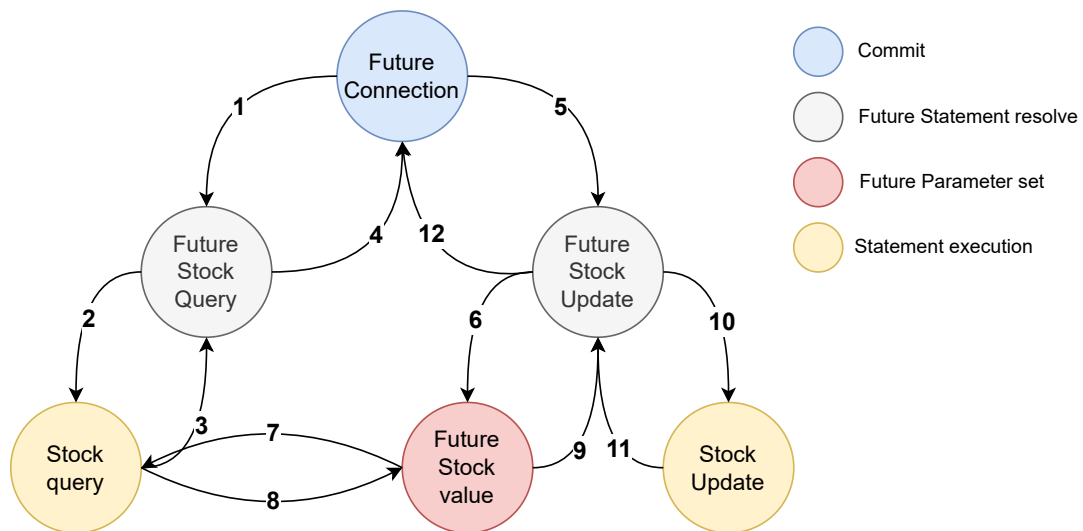 Future
Connection
Commit
1
5
Future Statement resolve
Future Parameter set
Future
Stock
Query
4
12
Future
Stock
Update
Statement execution
2
6
10
3
7
9
11
Stock
query
Future
Stock
value
Stock
Update
8